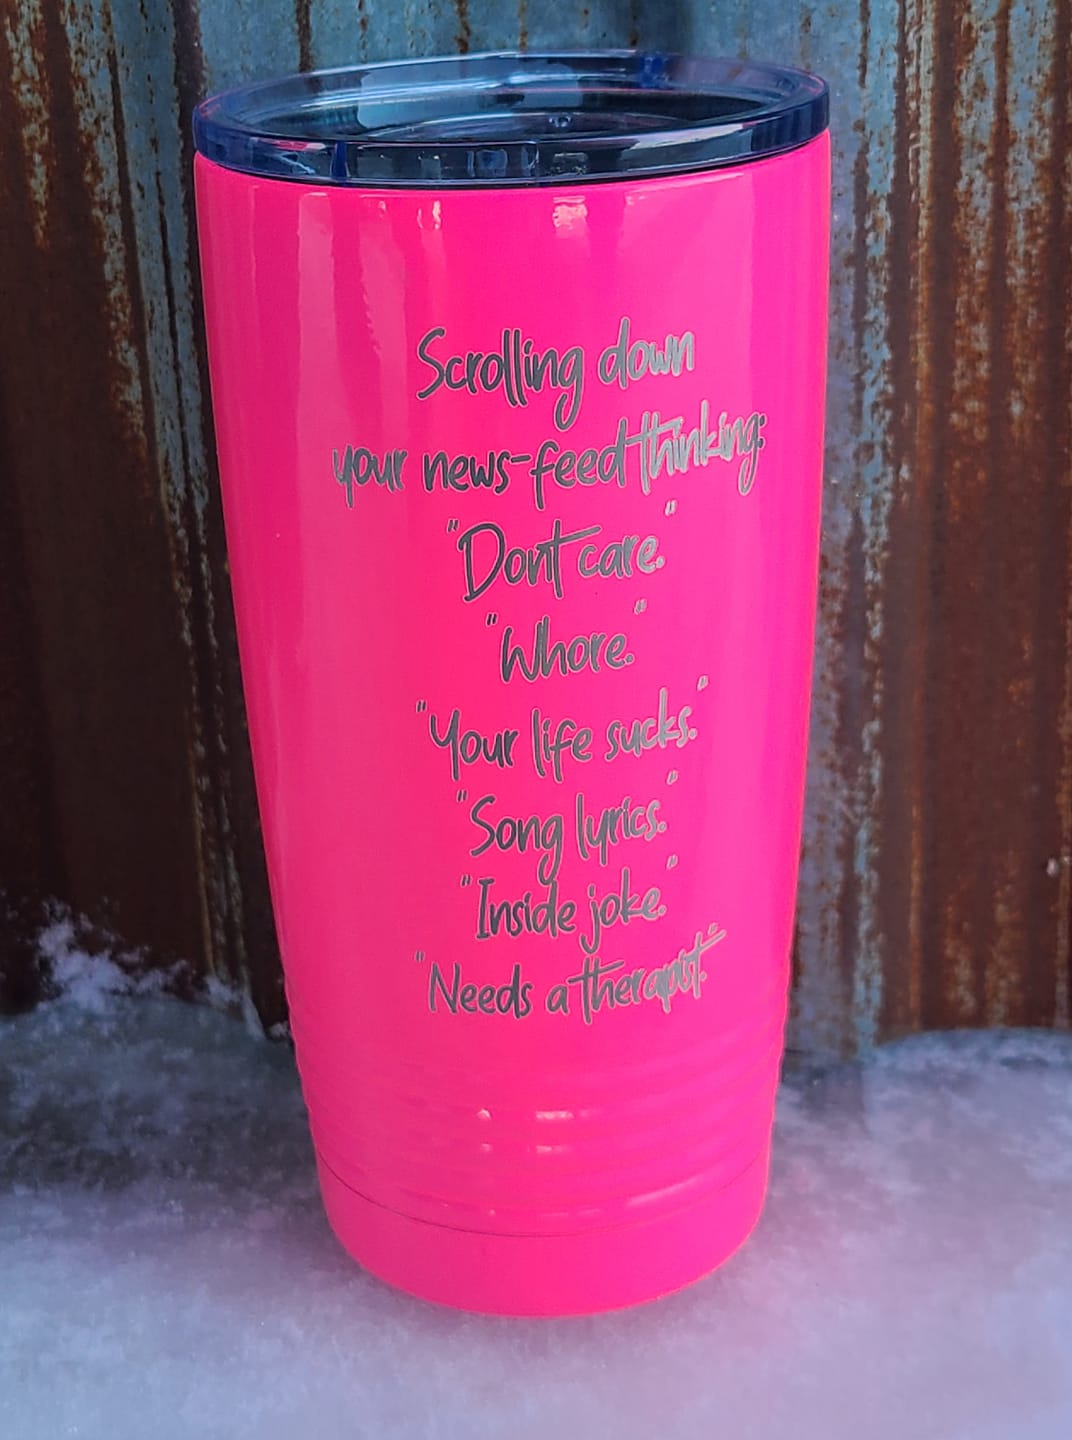 Scrolling down
your news-feed thinking:
"Dont care."
"Whore."
"Your life sucks."
"Song lyrics."
"Inside joke."
"Needs a therapist."